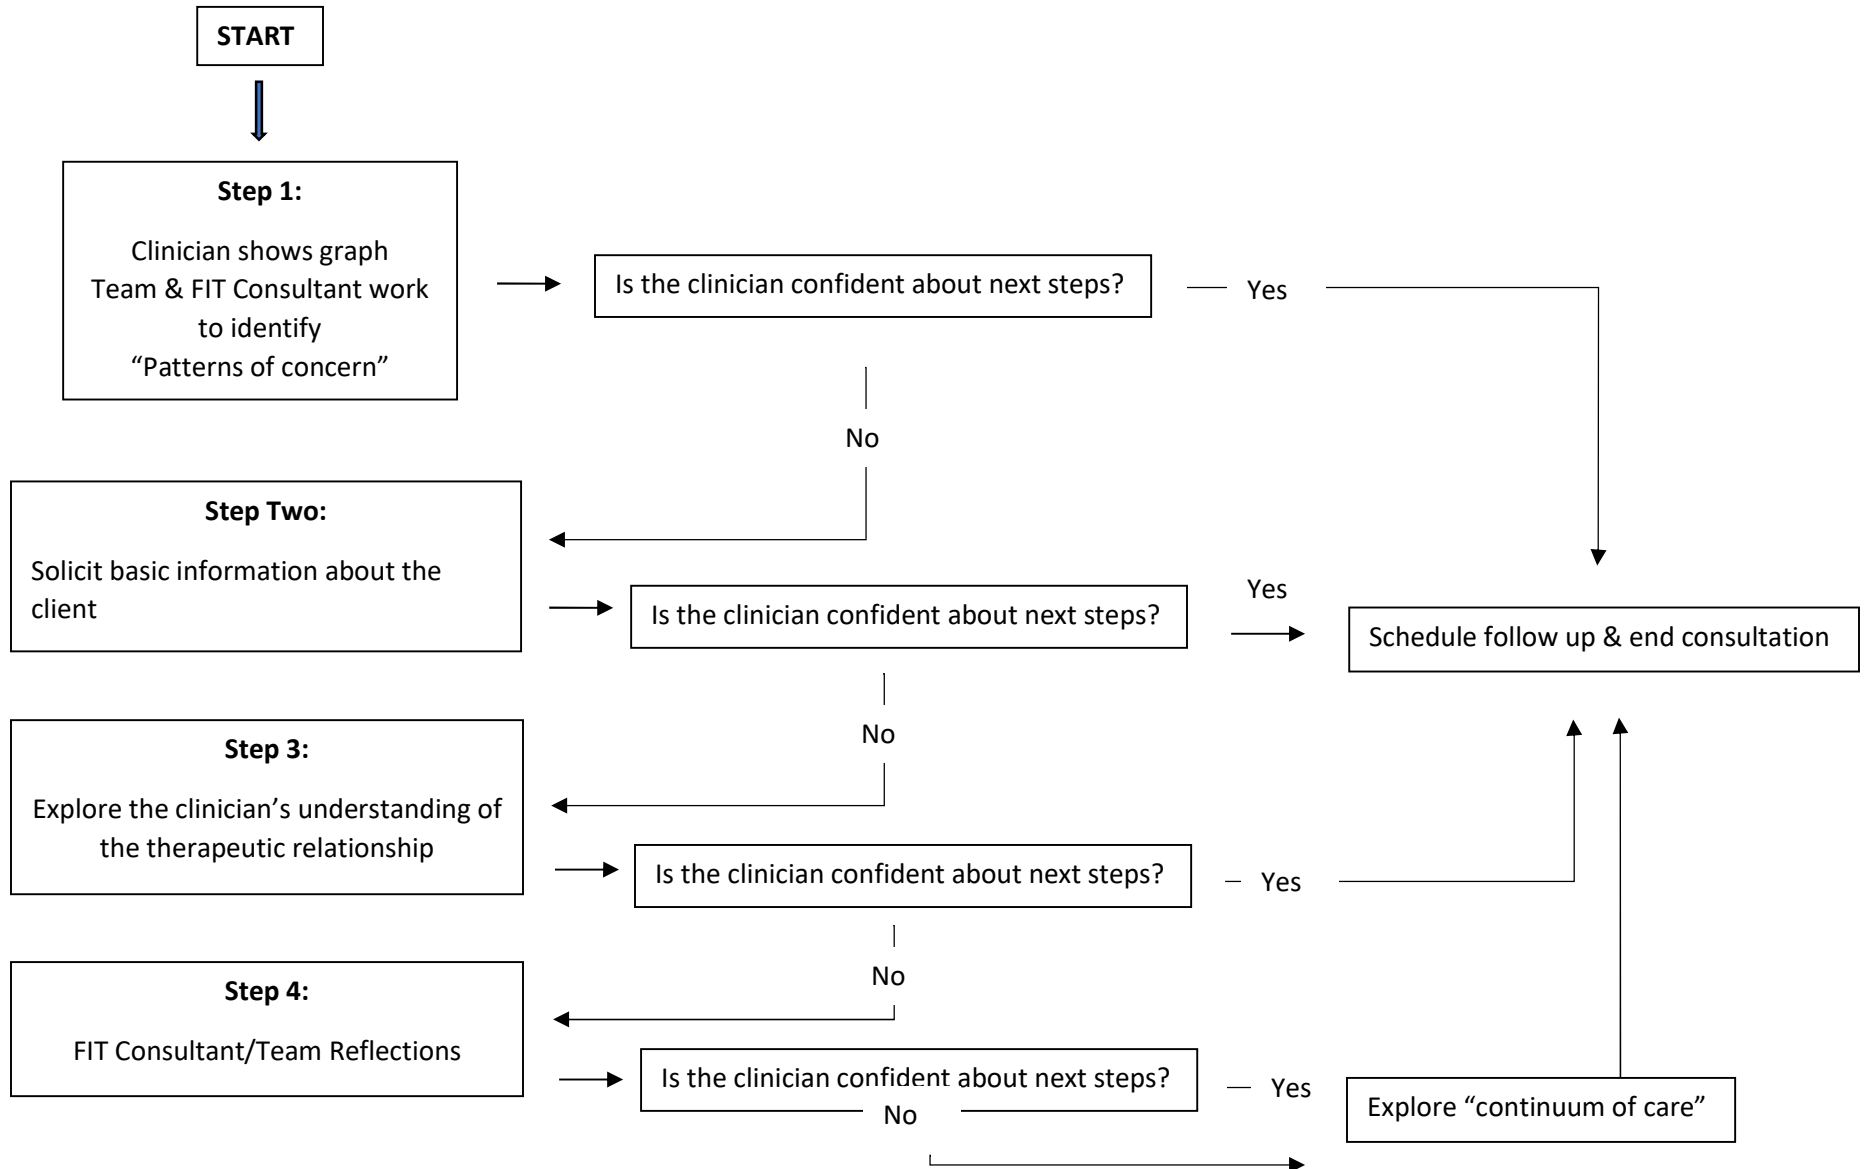 START
Step 1:
Clinician shows graph
Team & FIT Consultant work
to identify
“Patterns of concern”
Is the clinician confident about next steps?
Yes
No
Step Two:
Solicit basic information about the
client
Is the clinician confident about next steps?
Yes
Schedule follow up & end consultation
No
Step 3:
Explore the clinician’s understanding of
the therapeutic relationship
Is the clinician confident about next steps?
Yes
No
Step 4:
FIT Consultant/Team Reflections
Is the clinician confident about next steps?
Yes
No
Explore “continuum of care”